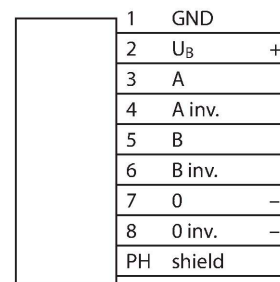 1 GND
2 U_B +
3 A
4 A inv.
5 B
6 B inv.
7 0 –
8 0 inv. –
PH shield